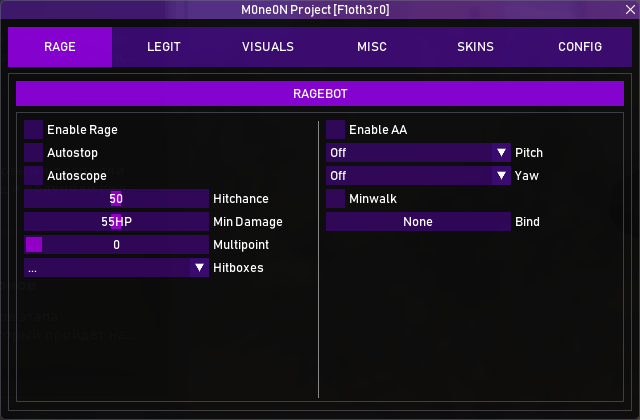 M0ne0N Project [F1oth3r0]
RAGE LEGIT VISUALS MISC SKINS CONFIG
RAGEBOT
Enable Rage
Autostop
Autoscope
50 Hitchance
55HP Min Damage
0 Multipoint
... Hitboxes
Enable AA
Off Pitch
Off Yaw
Minwalk
None Bind